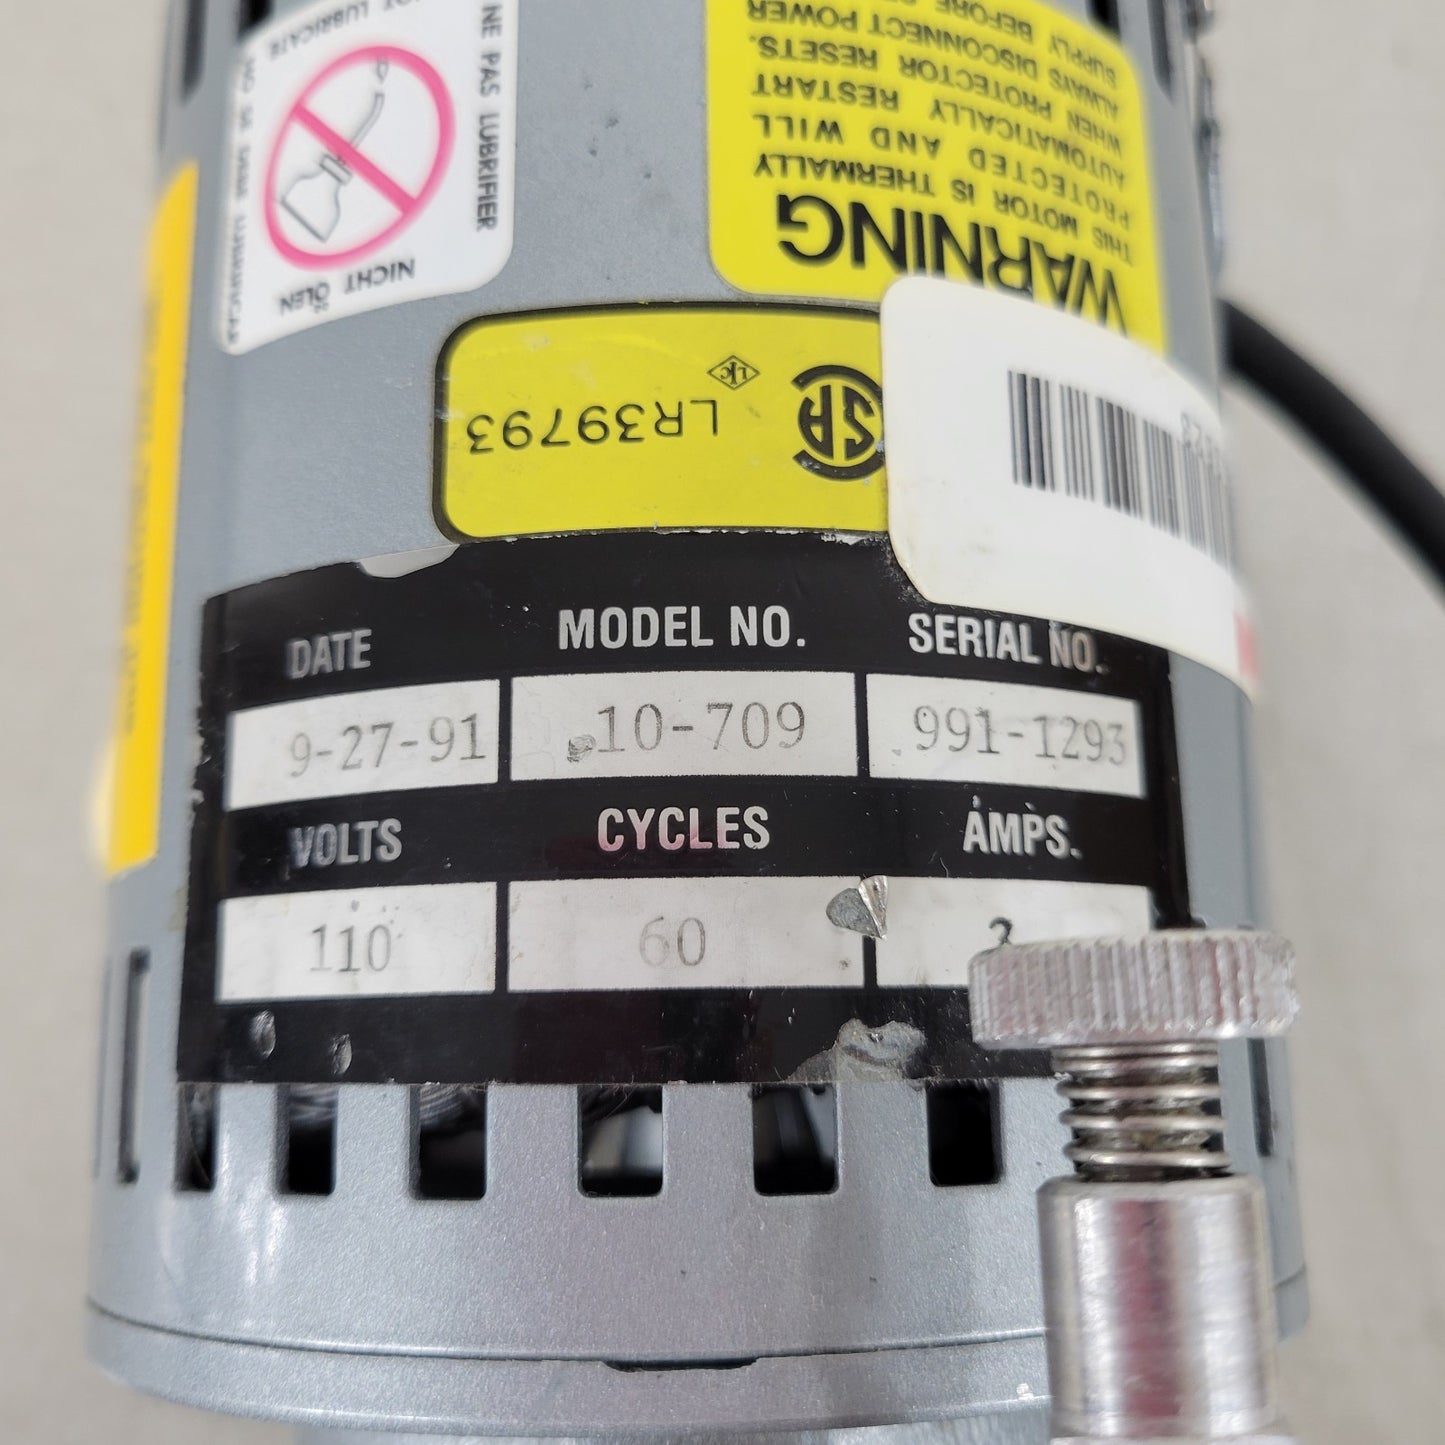 NE PAS LUBRIFIER
NICHT ÖLEN
LUBRICATE
WARNING
THIS MOTOR IS THERMALLY
PROTECTED AND WILL
AUTOMATICALLY RESTART
WHEN PROTECTOR RESETS.
ALWAYS DISCONNECT POWER
SUPPLY BEFORE
LR39793
DATE MODEL NO. SERIAL NO.
9-27-91 10-709 991-1293
VOLTS CYCLES AMPS.
110 60